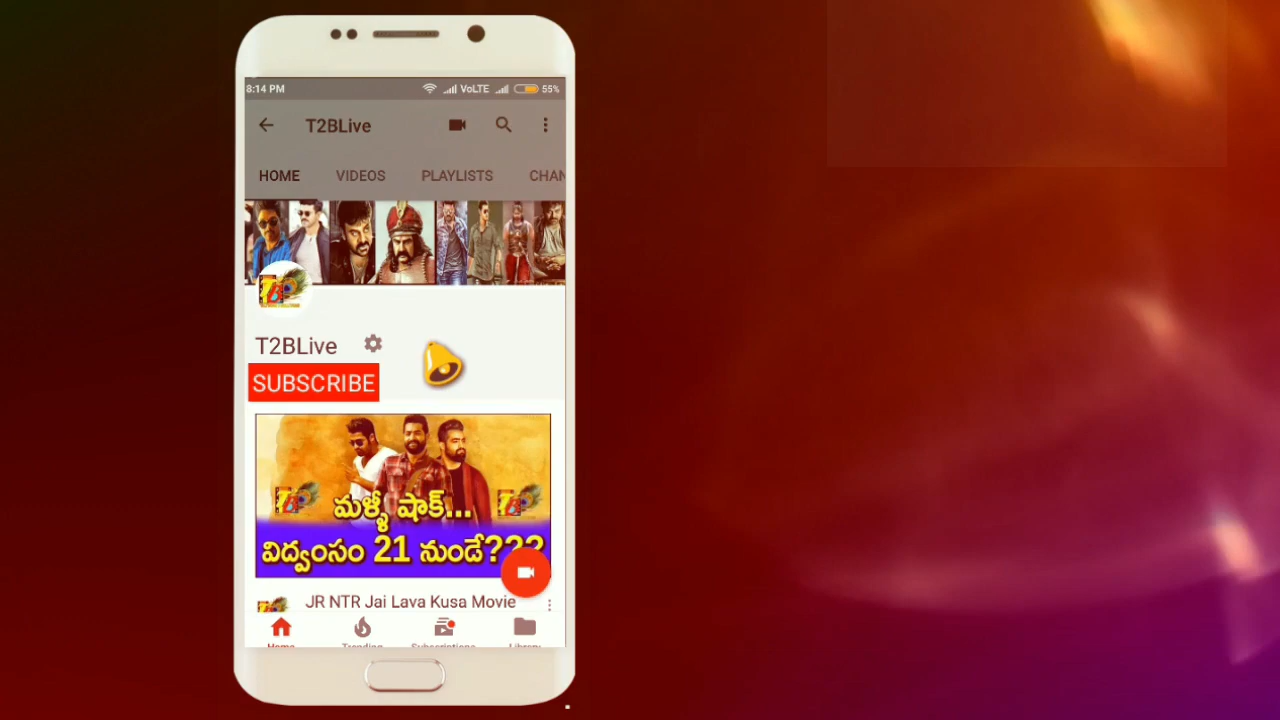 8:14 PM VoLTE 55%
T2BLive
HOME VIDEOS PLAYLISTS CHAN
T2BLive
SUBSCRIBE
మళ్ళీ షాక్...
విధ్వంసం 21 నుండే???
JR NTR Jai Lava Kusa Movie
Home Trending Subscriptions Library